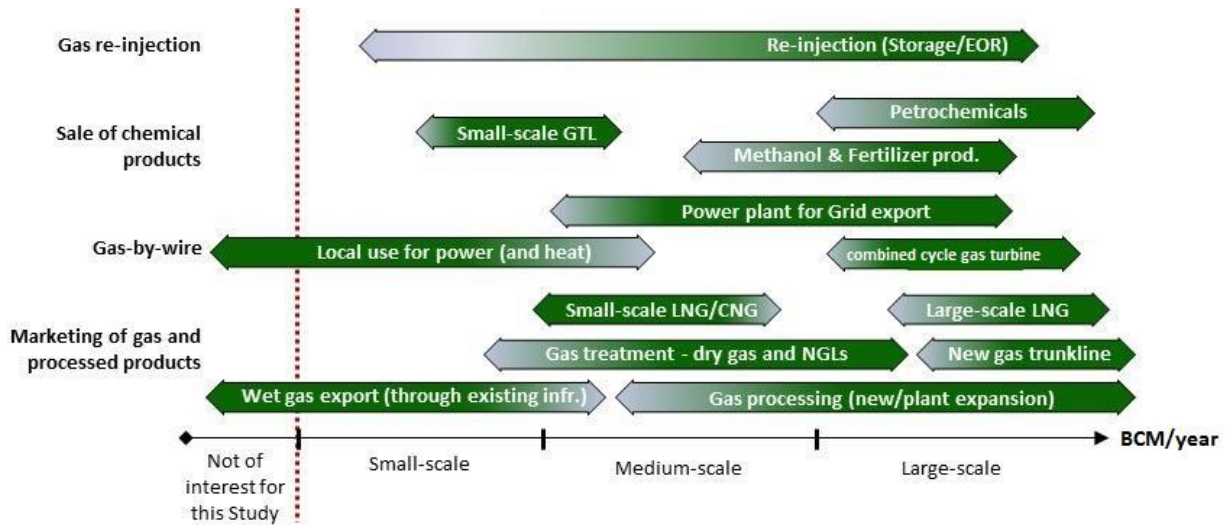 Gas re-injection
Re-injection (Storage/EOR)
Sale of chemical
products
Petrochemicals
Small-scale GTL
Methanol & Fertilizer prod.
Gas-by-wire
Power plant for Grid export
Local use for power (and heat)
combined cycle gas turbine
Marketing of gas and
processed products
Small-scale LNG/CNG
Large-scale LNG
Gas treatment - dry gas and NGLs
New gas trunkline
Wet gas export (through existing infr.)
Gas processing (new/plant expansion)
BCM/year
Not of
interest for
this Study
Small-scale
Medium-scale
Large-scale